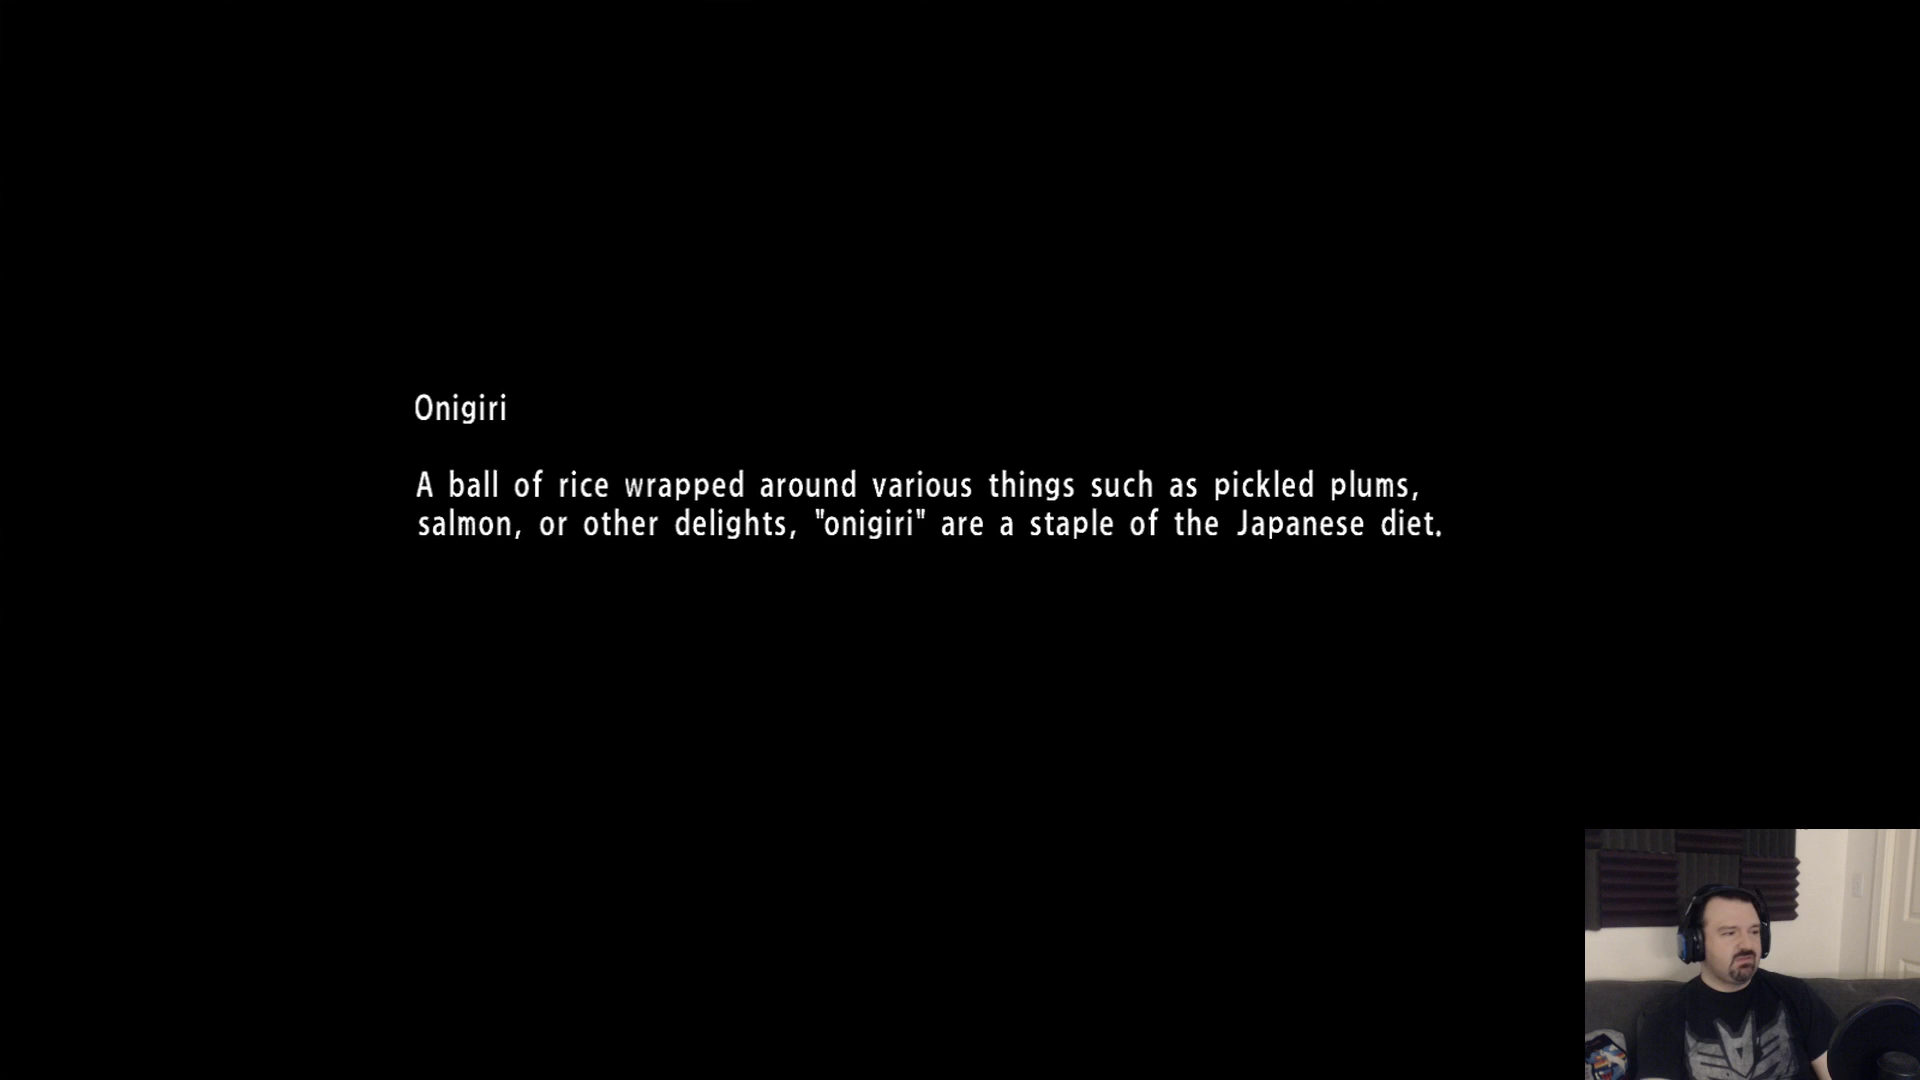 Onigiri
A ball of rice wrapped around various things such as pickled plums,
salmon, or other delights, "onigiri" are a staple of the Japanese diet.